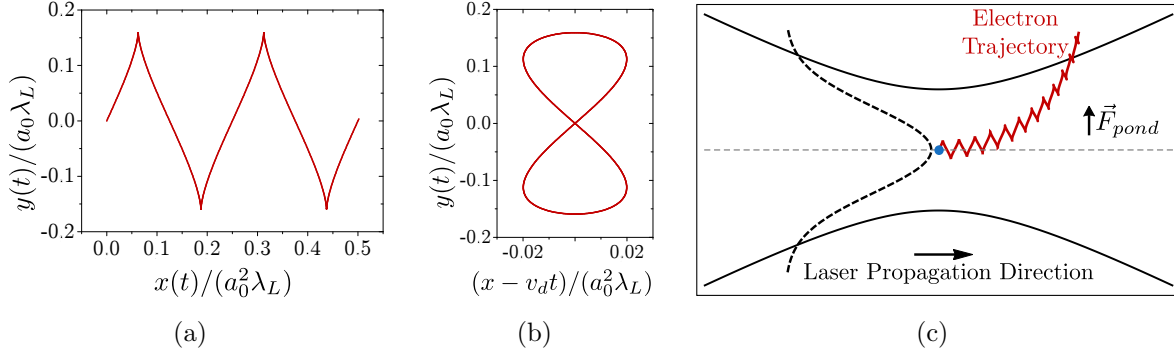 0.2
0.1
0.0
-0.1
-0.2
y(t)/(a₀λ_L)
0.0 0.1 0.2 0.3 0.4 0.5
x(t)/(a₀²λ_L)
(a)
0.2
0.1
0.0
-0.1
-0.2
y(t)/(a₀λ_L)
-0.02 0.02
(x − v_d t)/(a₀²λ_L)
(b)
Electron
Trajectory
F⃗_pond
Laser Propagation Direction
(c)